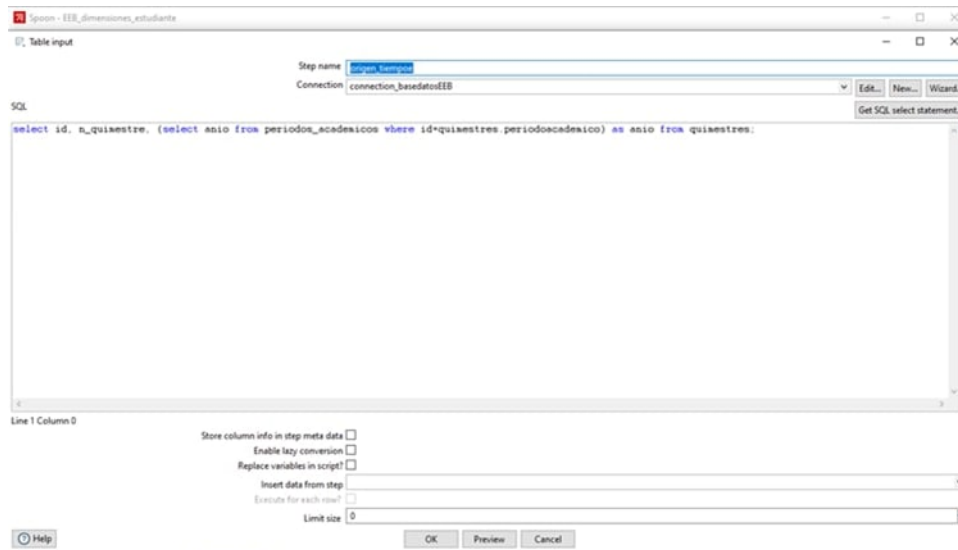 Spoon - EEB_dimensiones_estudiante
Table input
Step name origen_tiempoe
Connection connection_basedatosEEB Edit... New... Wizard.
SQL Get SQL select statement.
select id, n_quimestre, (select anio from periodos_academicos where id=quimestres.periodoacademico) as anio from quimestres;
Line 1 Column 0
Store column info in step meta data
Enable lazy conversion
Replace variables in script?
Insert data from step
Execute for each row?
Limit size 0
Help OK Preview Cancel